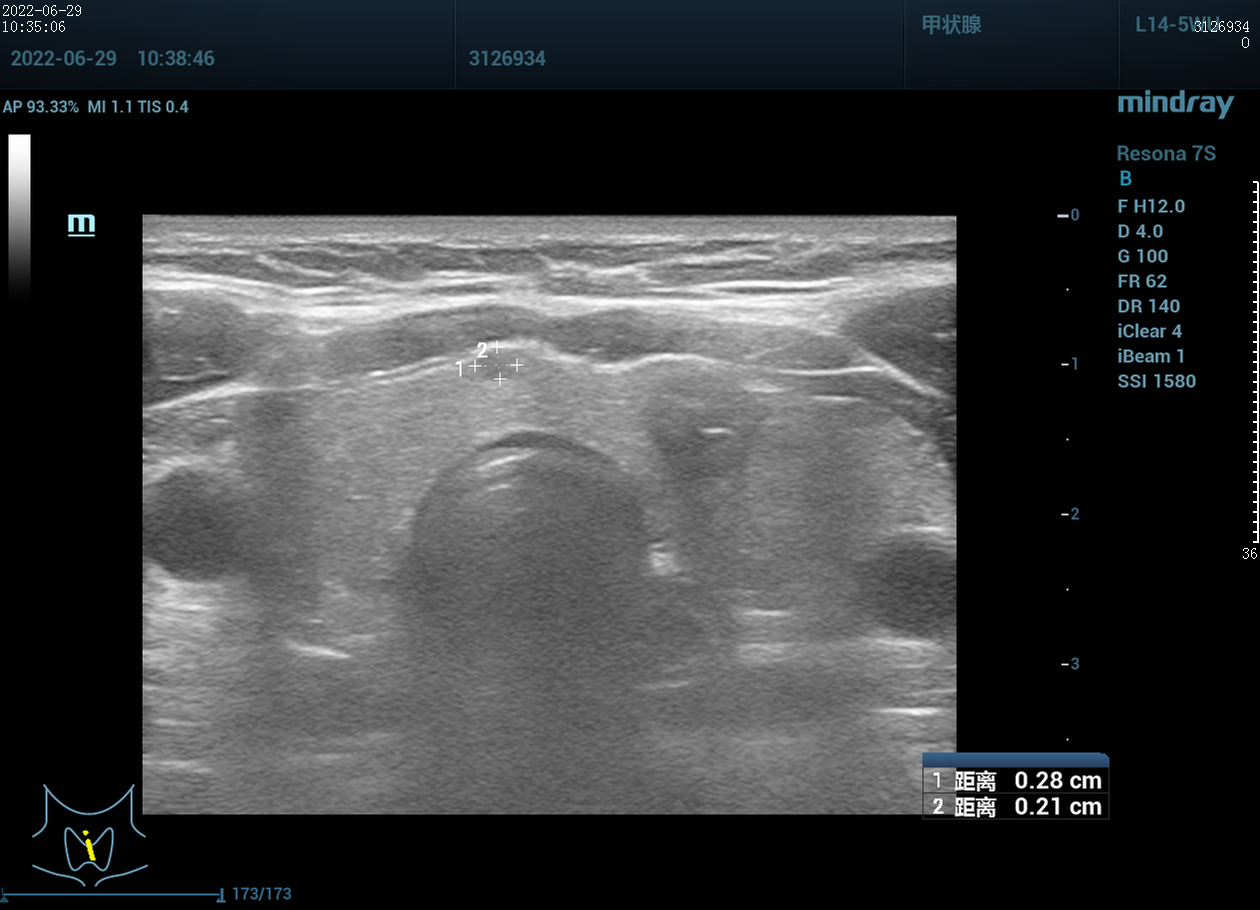 2022-06-29
10:35:06
甲状腺
L14-5W
3126934
0
2022-06-29 10:38:46
3126934
AP 93.33% MI 1.1 TIS 0.4
mindray
Resona 7S
B
m
F H12.0
D 4.0
G 100
FR 62
DR 140
iClear 4
iBeam 1
SSI 1580
0
1
2
3
2
1
36
1 距离 0.28 cm
2 距离 0.21 cm
173/173